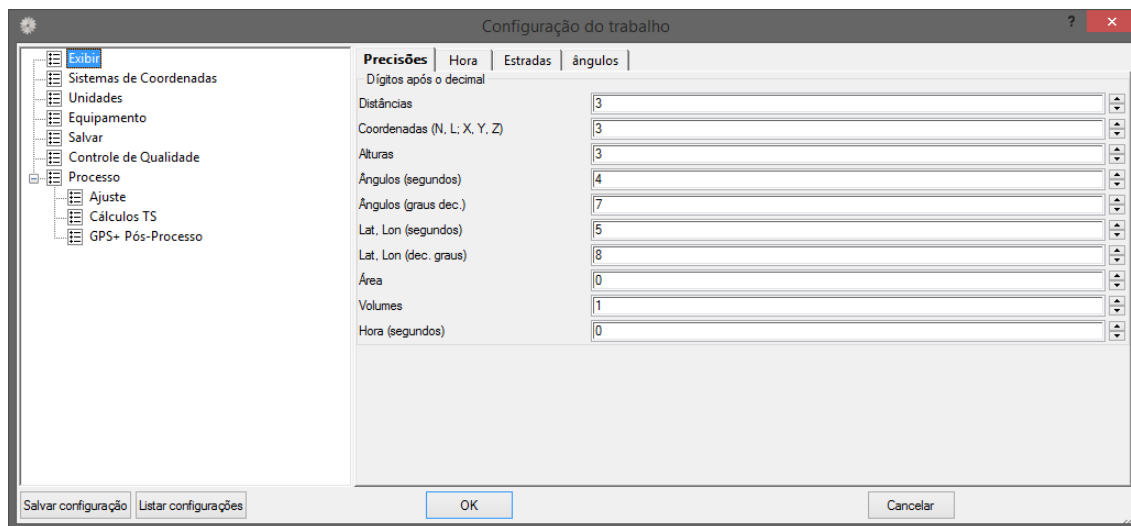 Configuração do trabalho
?
Exibir
Sistemas de Coordenadas
Unidades
Equipamento
Salvar
Controle de Qualidade
Processo
Ajuste
Cálculos TS
GPS+ Pós-Processo
Precisões Hora Estradas ângulos
Dígitos após o decimal
Distâncias 3
Coordenadas (N, L; X, Y, Z) 3
Alturas 3
Ângulos (segundos) 4
Ângulos (graus dec.) 7
Lat, Lon (segundos) 5
Lat, Lon (dec. graus) 8
Área 0
Volumes 1
Hora (segundos) 0
Salvar configuração Listar configurações OK Cancelar